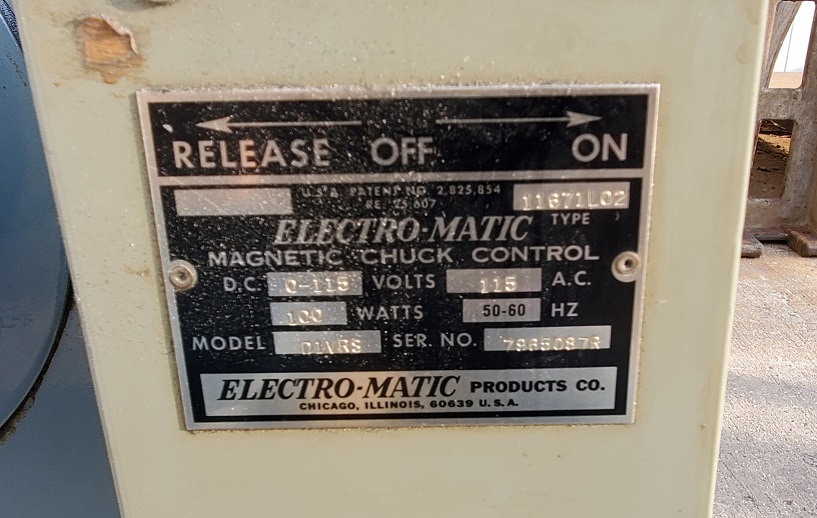 RELEASE OFF ON
U.S.A. PATENT NO. 2,825,854
RE. 25,607
11671L02
TYPE
ELECTRO-MATIC
MAGNETIC CHUCK CONTROL
D.C. 0-115 VOLTS 115 A.C.
100 WATTS 50-60 HZ
MODEL SER. NO.
ELECTRO-MATIC PRODUCTS CO.
CHICAGO, ILLINOIS, 60639 U.S.A.